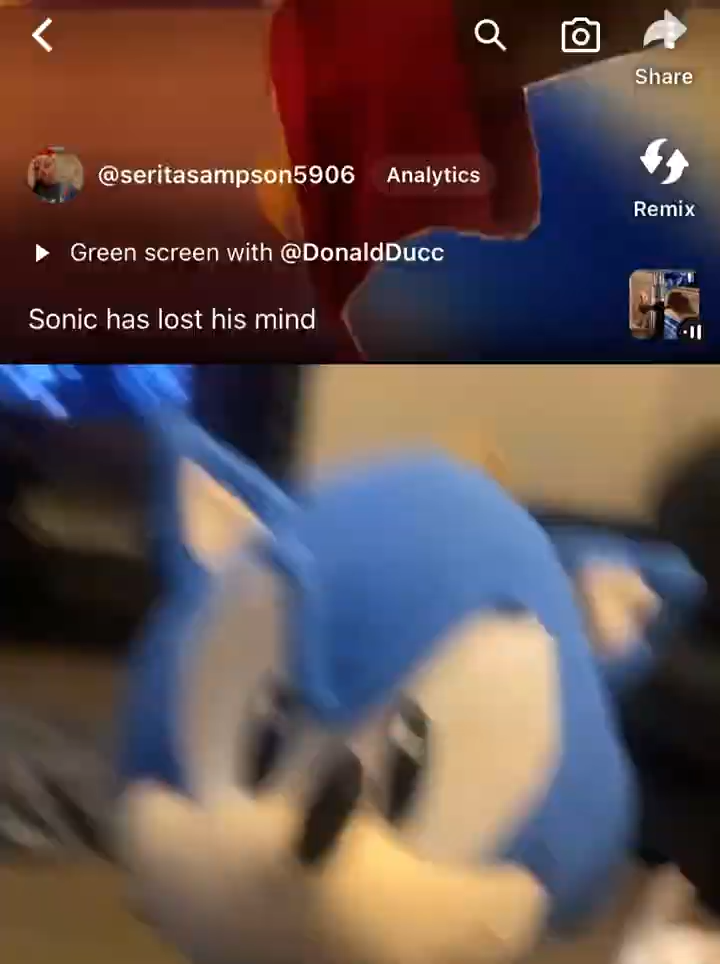 Share
@seritasampson5906 Analytics
Remix
Green screen with @DonaldDucc
Sonic has lost his mind